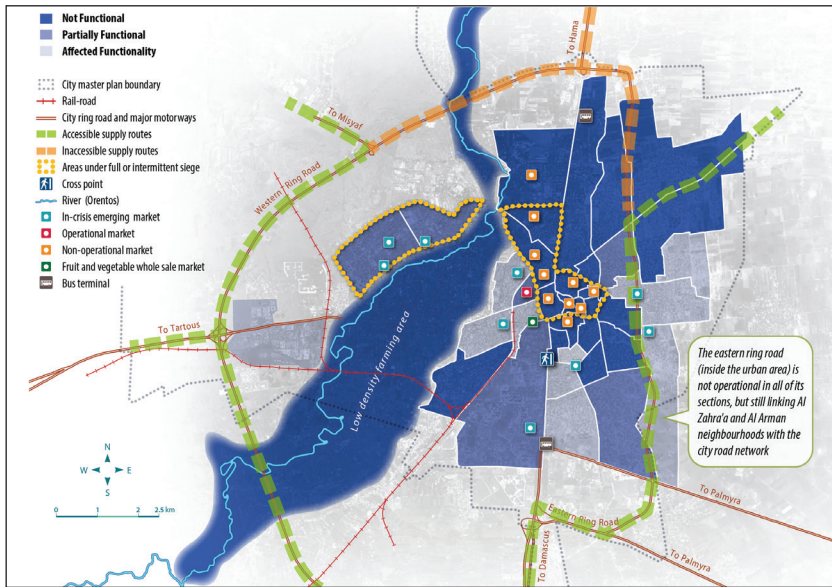 Not Functional
Partially Functional
Affected Functionality
City master plan boundary
Rail-road
City ring road and major motorways
Accessible supply routes
Inaccessible supply routes
Areas under full or intermittent siege
Cross point
River (Orentos)
In-crisis emerging market
Operational market
Non-operational market
Fruit and vegetable whole sale market
Bus terminal
To Hama
To Misyaf
Western Ring Road
To Tartous
Low density farming area
The eastern ring road
(inside the urban area) is
not operational in all of its
sections, but still linking Al
Zahra'a and Al Arman
neighbourhoods with the
city road network
N
W E
S
0 1 2 2.5 km
To Palmyra
Eastern Ring Road
To Palmyra
To Damascus